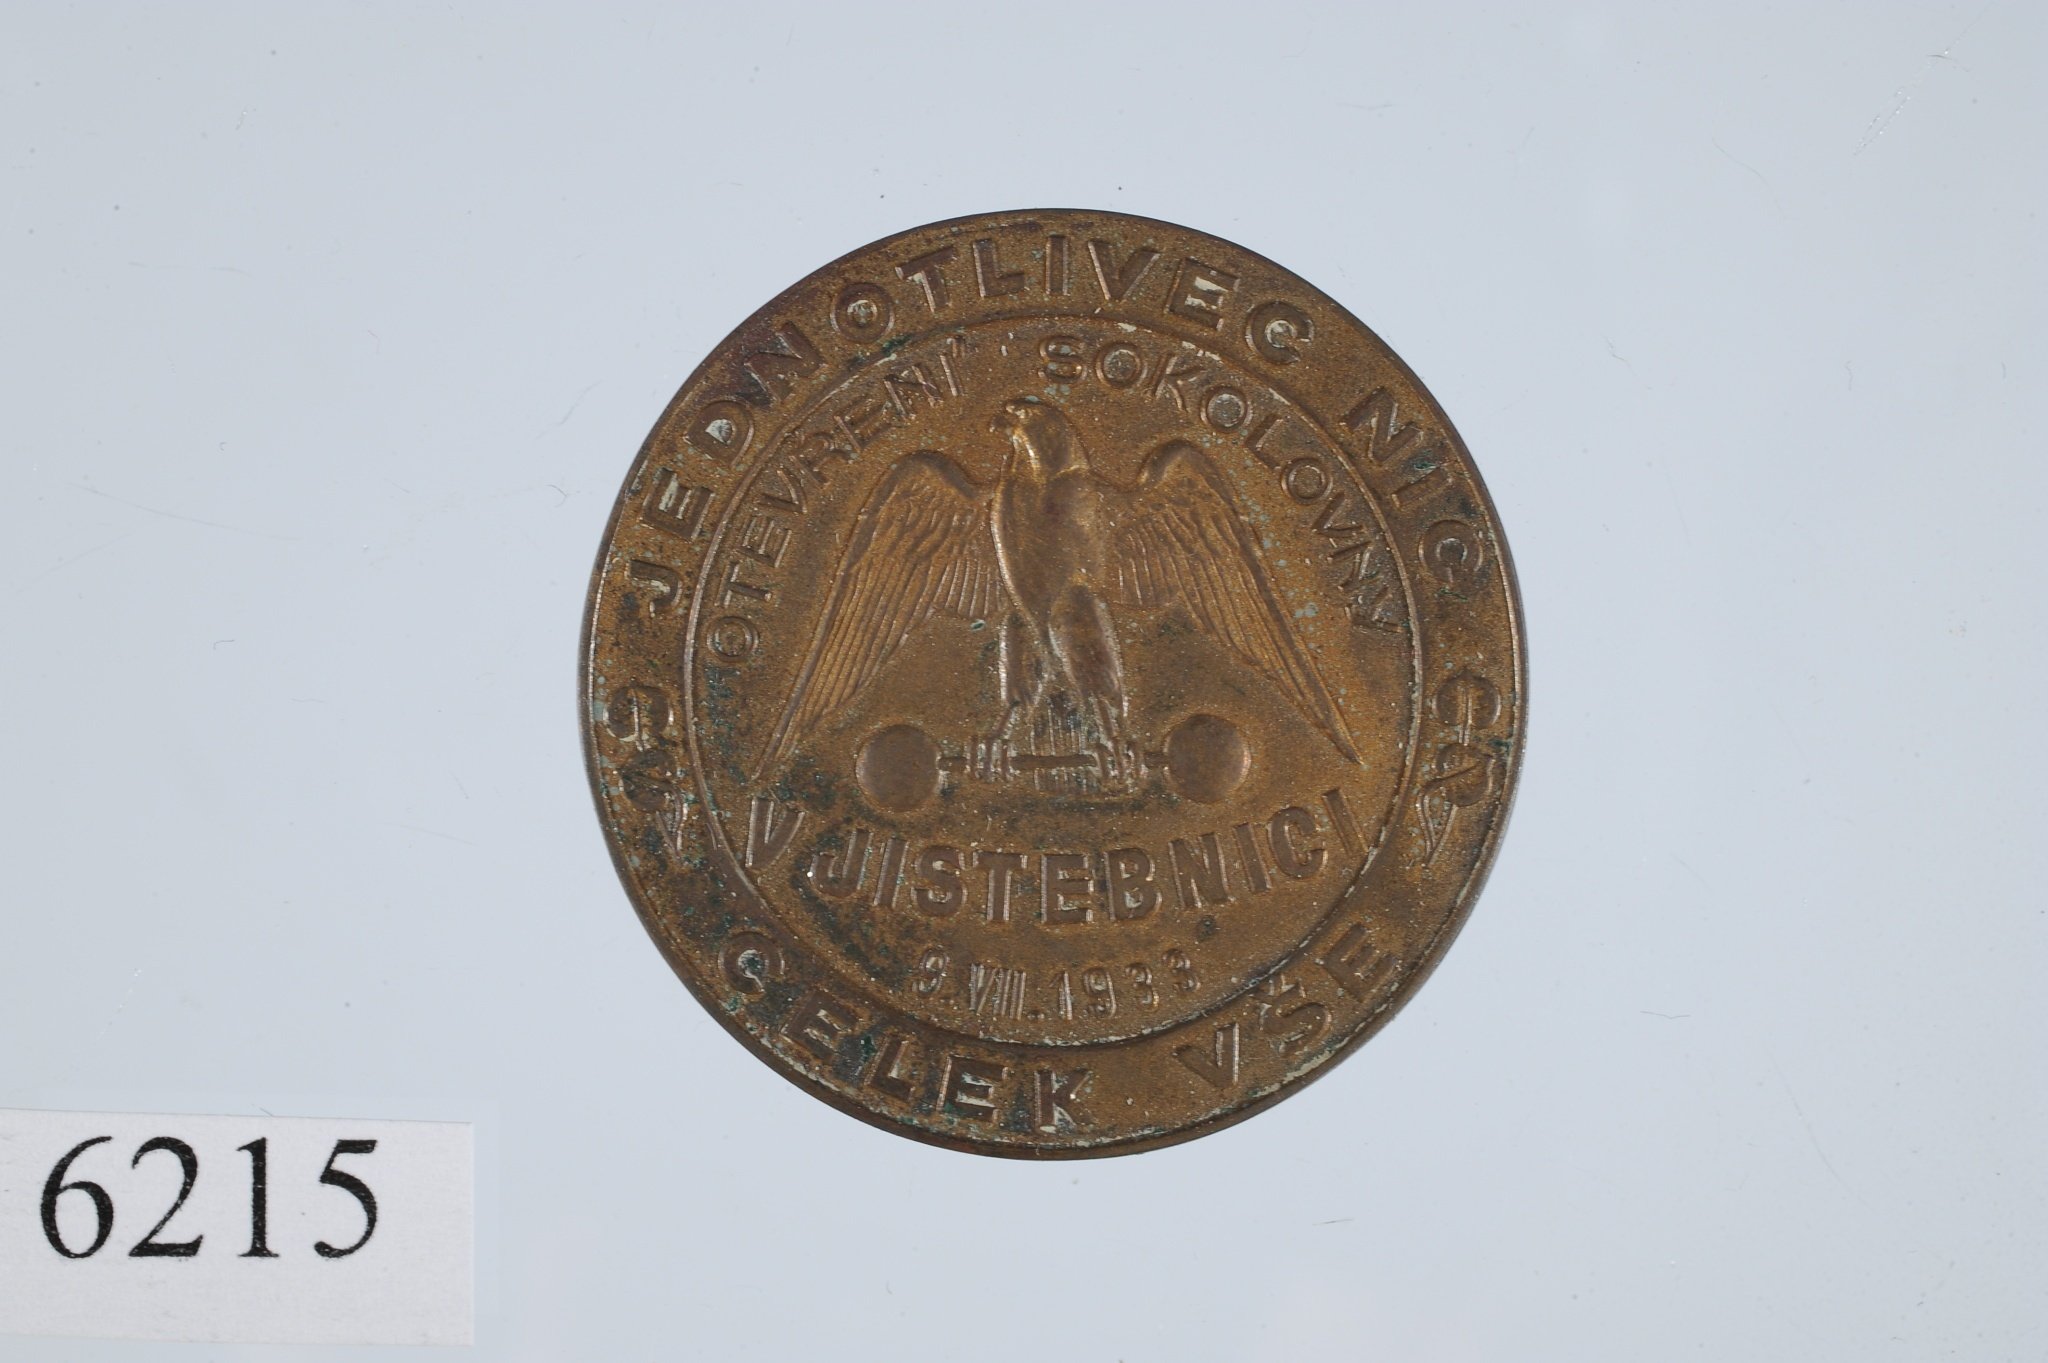 JEDNOTLIVEC NIC
CELEK VŠE
OTEVŘENÍ SOKOLOVNY
V JISTEBNICI
9.VII.1933
6215